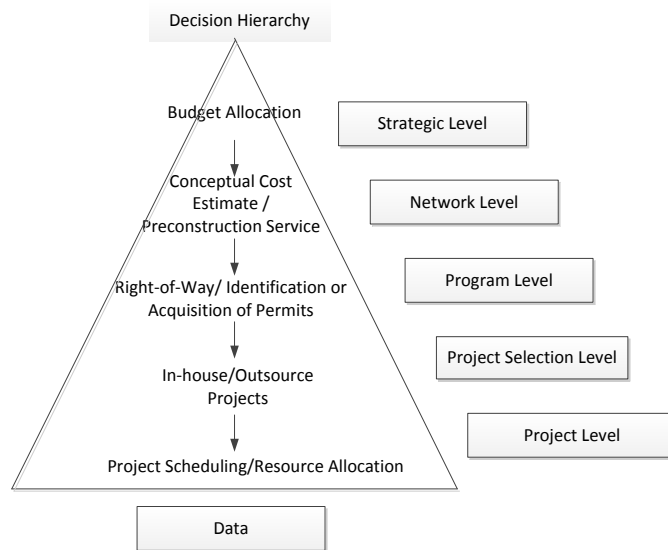 Decision Hierarchy
Budget Allocation
Strategic Level
Conceptual Cost
Estimate /
Preconstruction Service
Network Level
Right-of-Way/ Identification or
Acquisition of Permits
Program Level
In-house/Outsource
Projects
Project Selection Level
Project Scheduling/Resource Allocation
Project Level
Data